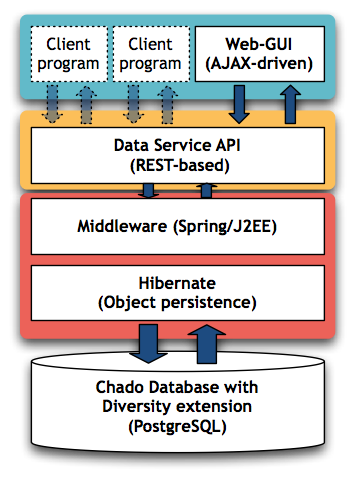 Client
program
Client
program
Web-GUI
(AJAX-driven)
Data Service API
(REST-based)
Middleware (Spring/J2EE)
Hibernate
(Object persistence)
Chado Database with
Diversity extension
(PostgreSQL)